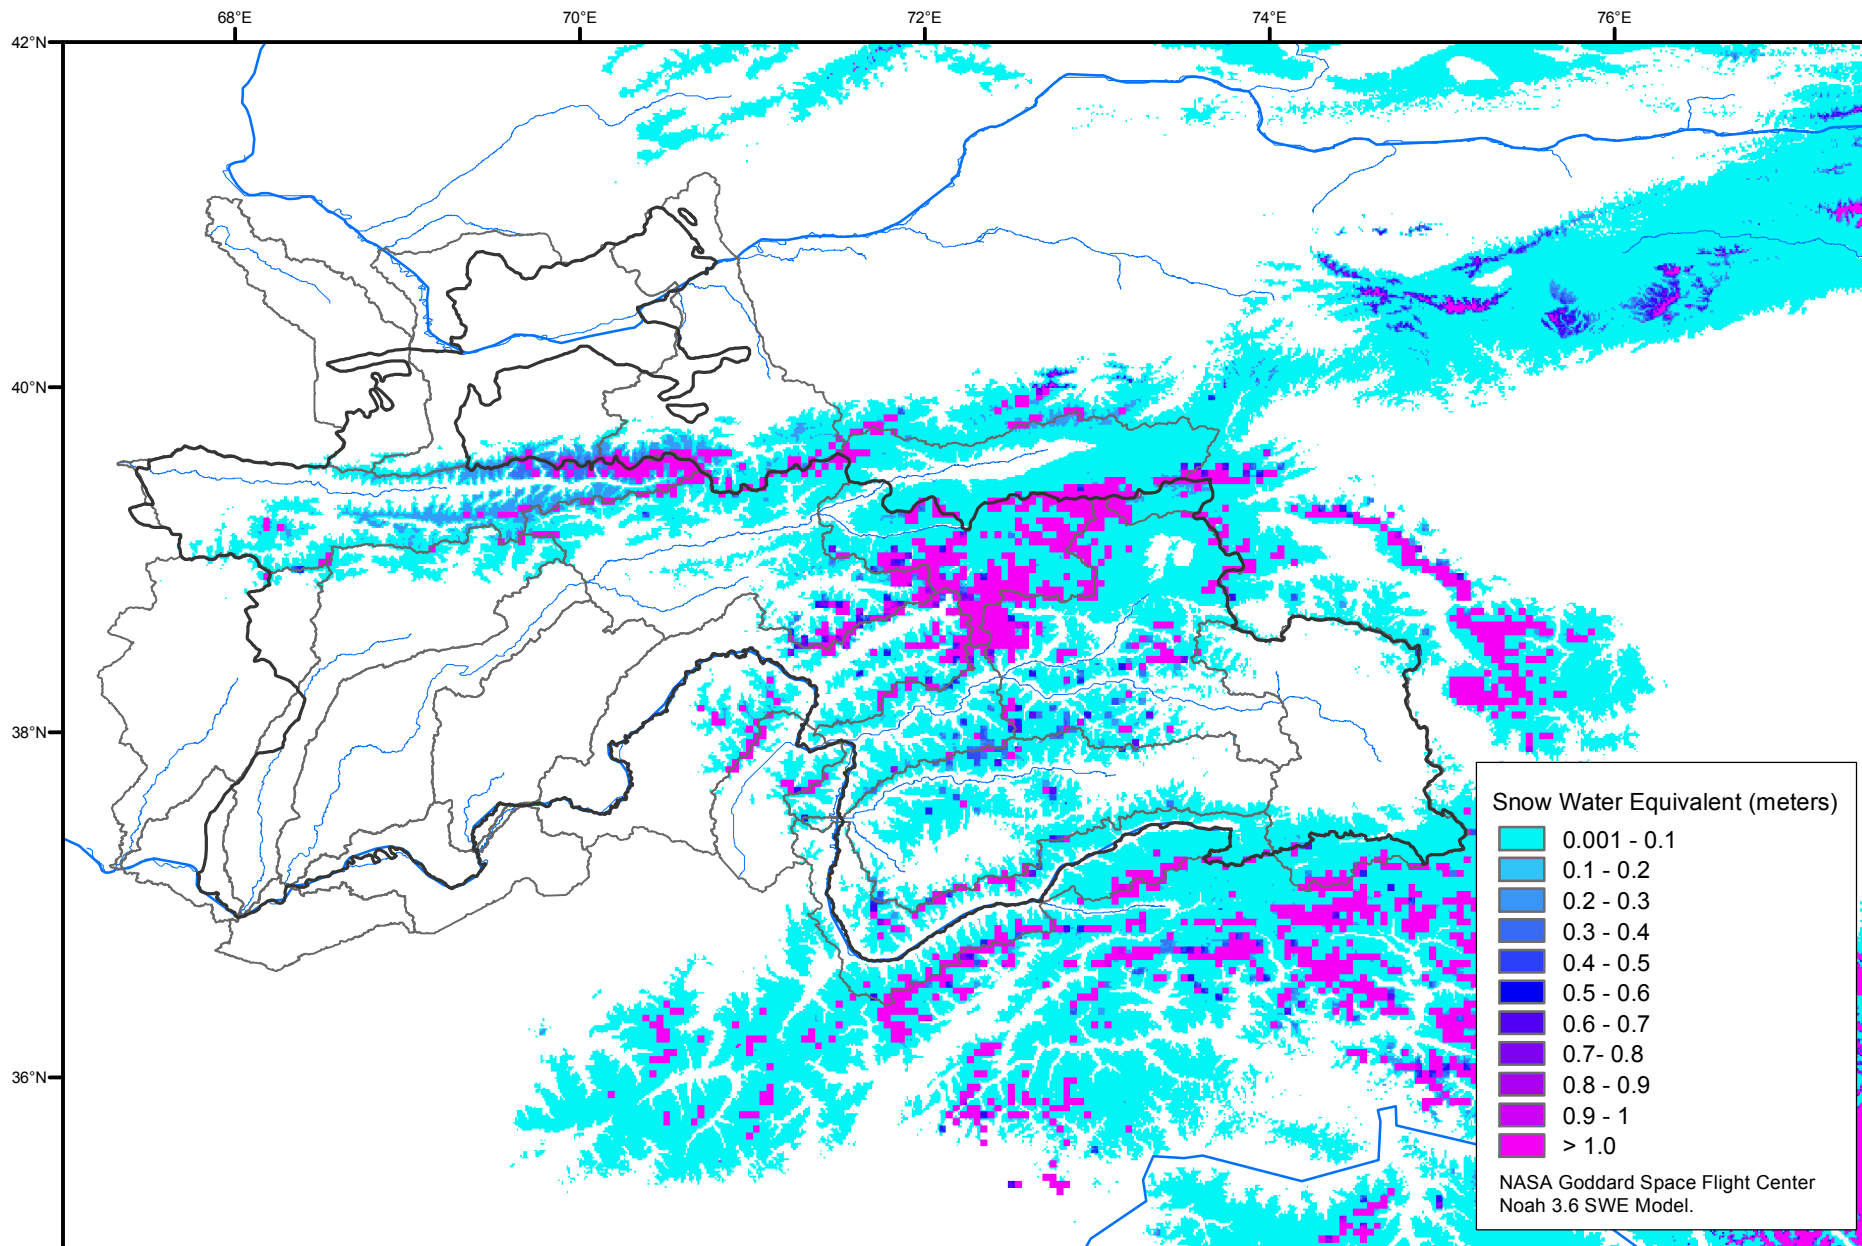 68°E 70°E 72°E 74°E 76°E
42°N
40°N
38°N
36°N
Snow Water Equivalent (meters)
0.001 - 0.1
0.1 - 0.2
0.2 - 0.3
0.3 - 0.4
0.4 - 0.5
0.5 - 0.6
0.6 - 0.7
0.7- 0.8
0.8 - 0.9
0.9 - 1
> 1.0
NASA Goddard Space Flight Center
Noah 3.6 SWE Model.